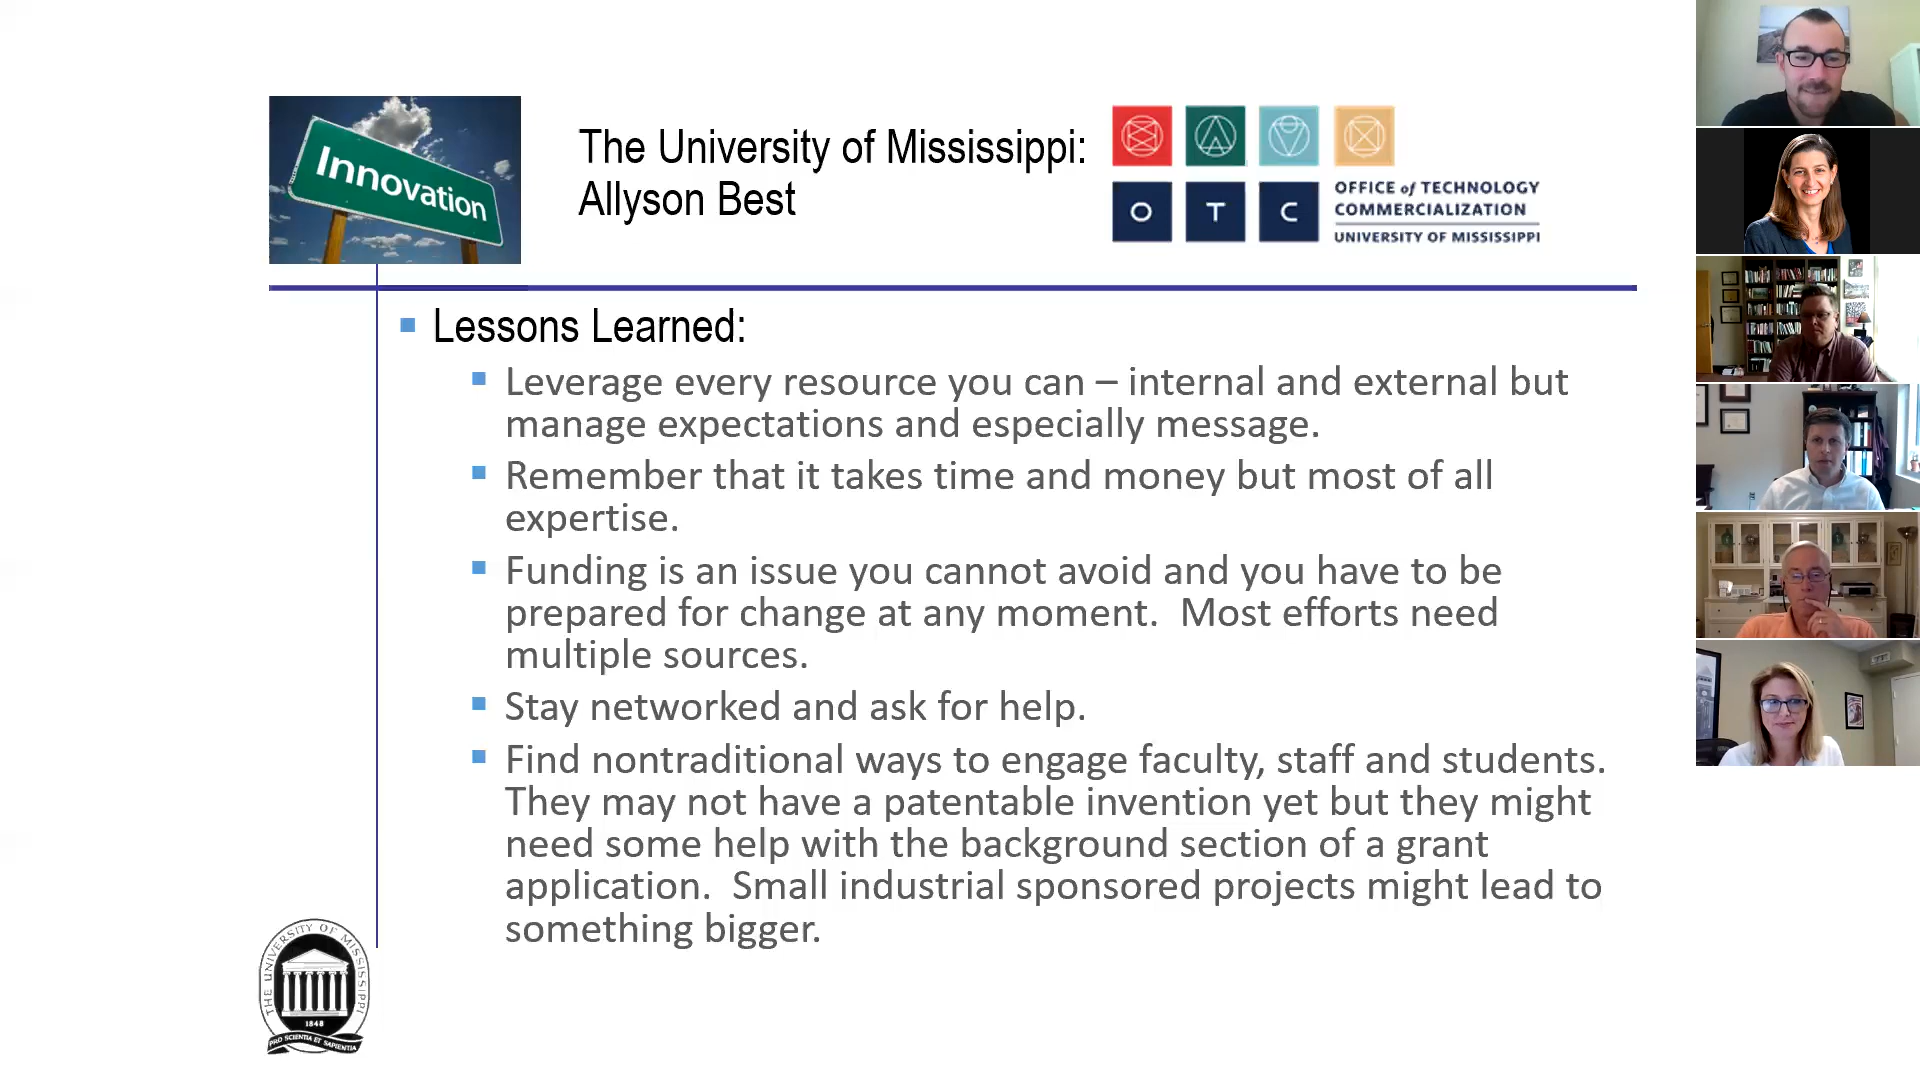 Innovation
The University of Mississippi:
Allyson Best
O T C
OFFICE of TECHNOLOGY
COMMERCIALIZATION
UNIVERSITY OF MISSISSIPPI
Lessons Learned:
Leverage every resource you can – internal and external but
manage expectations and especially message.
Remember that it takes time and money but most of all
expertise.
Funding is an issue you cannot avoid and you have to be
prepared for change at any moment.  Most efforts need
multiple sources.
Stay networked and ask for help.
Find nontraditional ways to engage faculty, staff and students.
They may not have a patentable invention yet but they might
need some help with the background section of a grant
application.  Small industrial sponsored projects might lead to
something bigger.
THE UNIVERSITY OF MISSISSIPPI
1848
PRO SCIENTIA ET SAPIENTIA